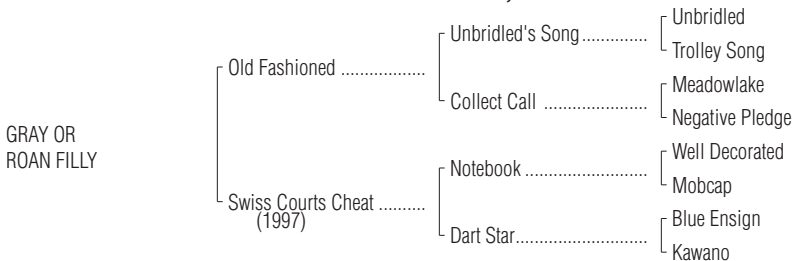 Unbridled
Unbridled's Song ..............
Trolley Song
Old Fashioned ..................
Meadowlake
Collect Call ......................
Negative Pledge
GRAY OR
ROAN FILLY
Well Decorated
Notebook ..........................
Mobcap
Swiss Courts Cheat ..........
(1997)
Blue Ensign
Dart Star............................
Kawano